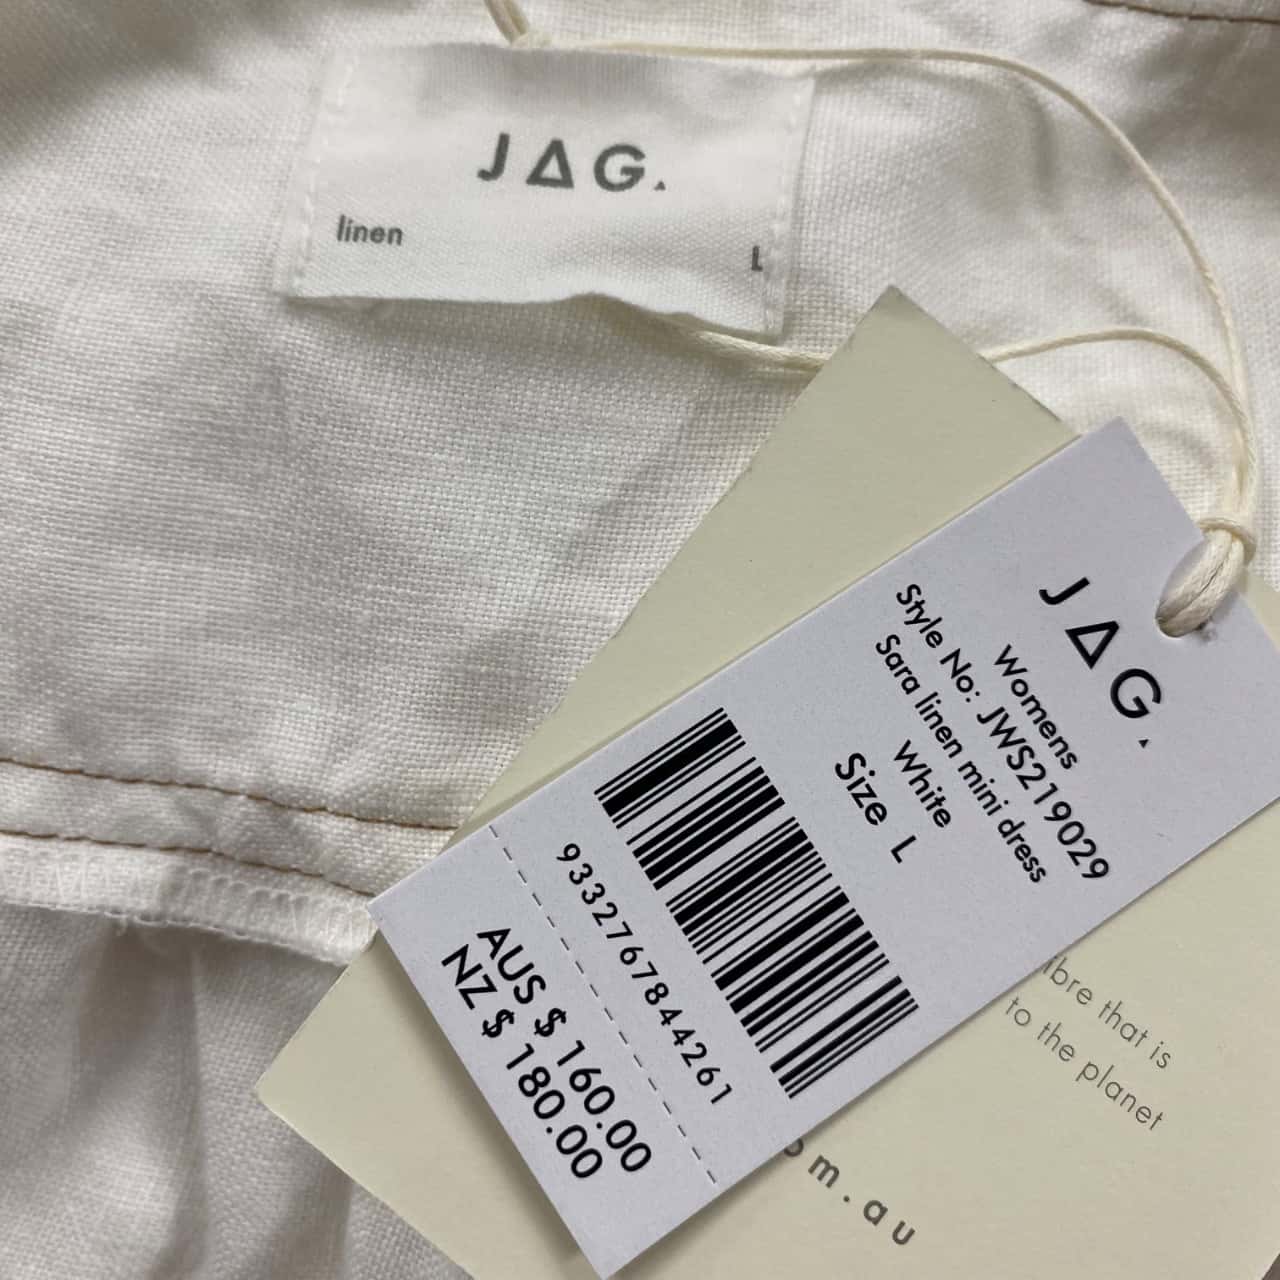 JAG.
linen
L
JAG.
Womens
Style No: JWS219029
Sara linen mini dress
White
Size L
9332767844261
AUS $ 160.00
NZ $ 180.00
ibre that is
to the planet
om.au